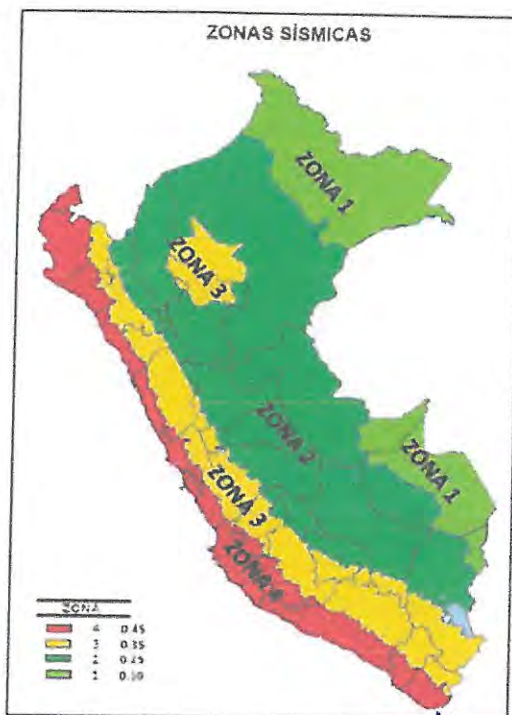 ZONAS SÍSMICAS
ZONA 1
ZONA 3
ZONA 2
ZONA 1
ZONA 3
ZONA 4
ZONA
4 0.45
3 0.35
2 0.25
1 0.10